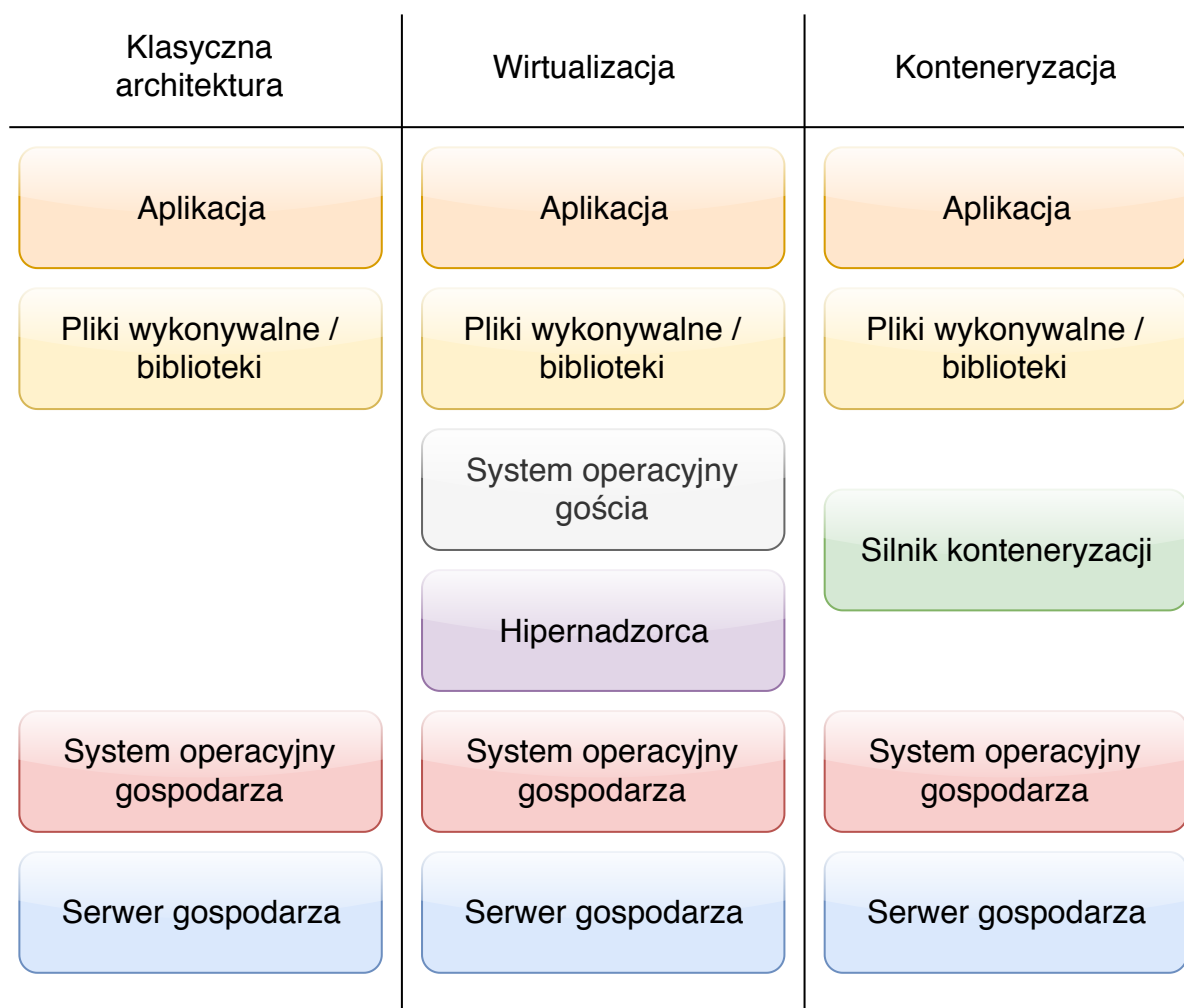 Klasyczna
architektura
Wirtualizacja
Konteneryzacja
Aplikacja
Aplikacja
Aplikacja
Pliki wykonywalne /
biblioteki
Pliki wykonywalne /
biblioteki
Pliki wykonywalne /
biblioteki
System operacyjny
gościa
Silnik konteneryzacji
Hipernadzorca
System operacyjny
gospodarza
System operacyjny
gospodarza
System operacyjny
gospodarza
Serwer gospodarza
Serwer gospodarza
Serwer gospodarza